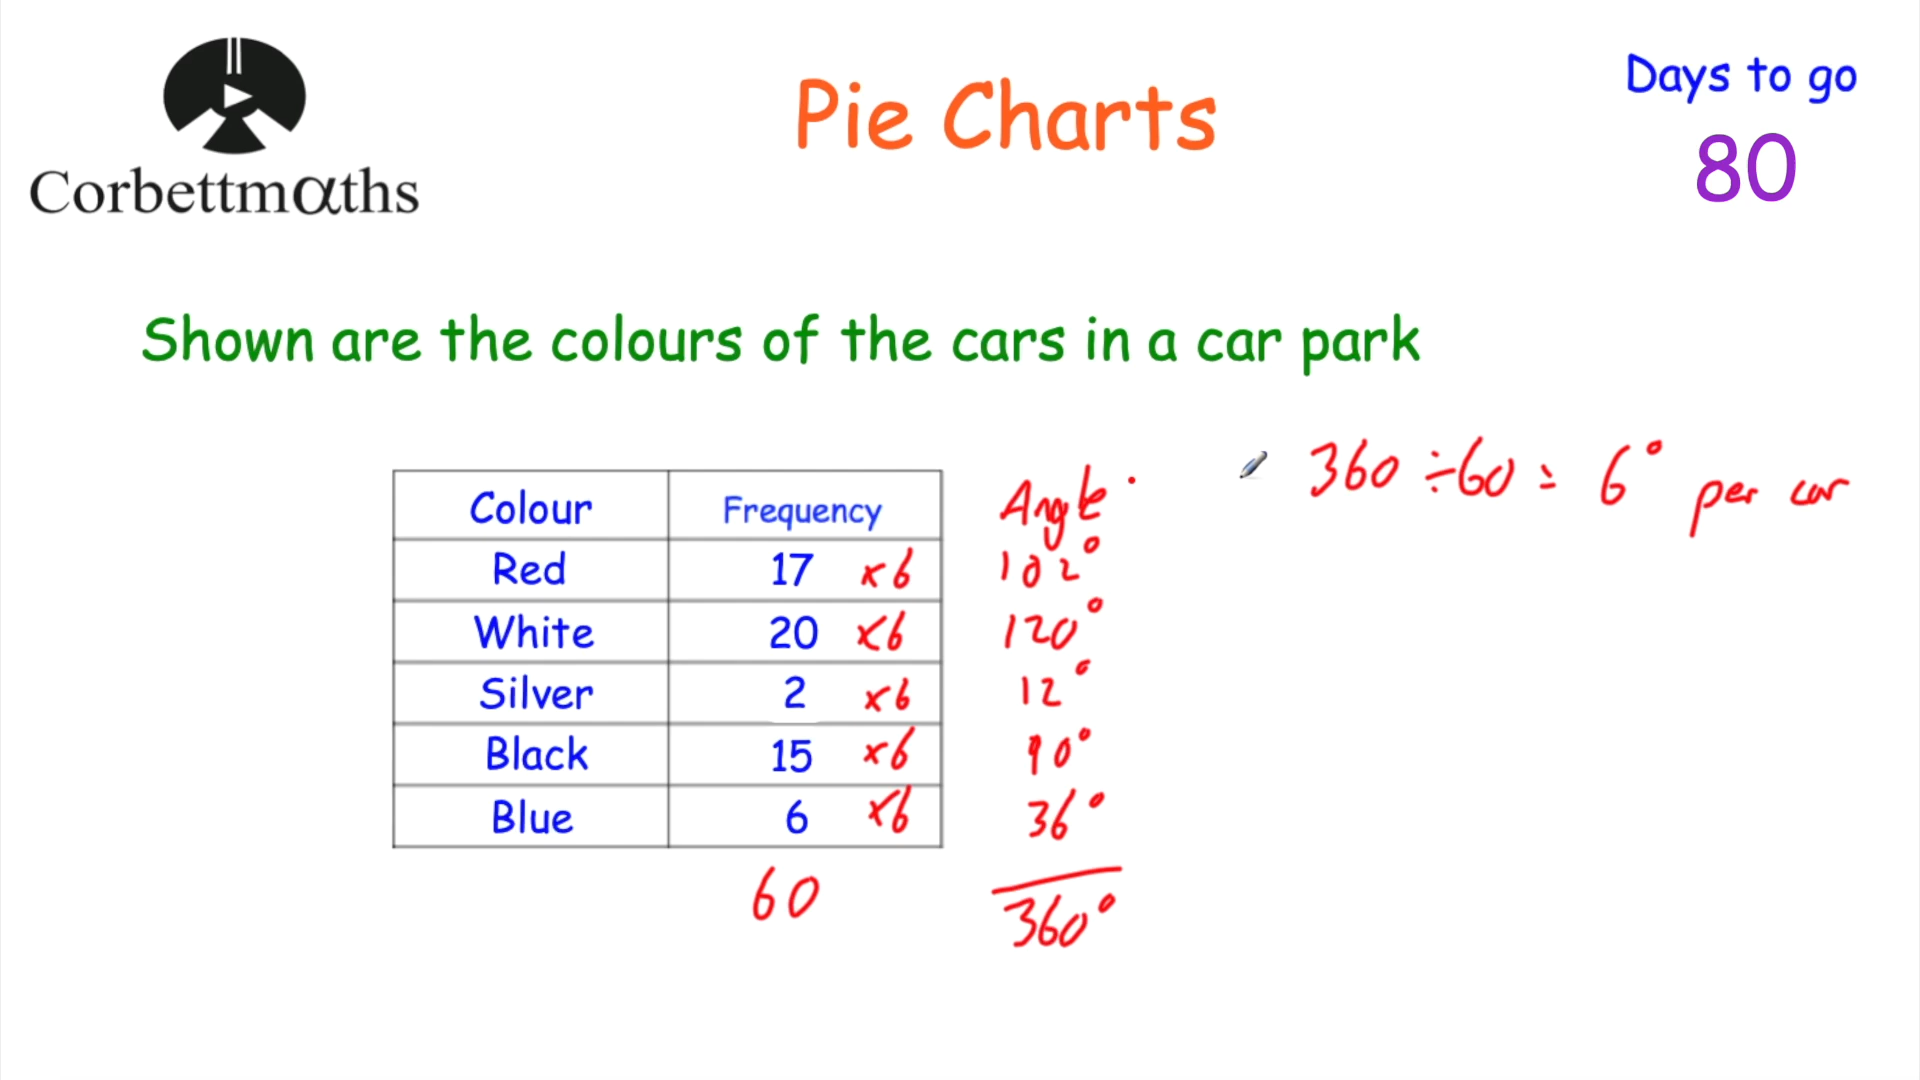 Corbettmαths
Pie Charts
Days to go
80
Shown are the colours of the cars in a car park
360 ÷ 60 = 6° per car
Colour Frequency Angle
Red 17 ×6 102°
White 20 ×6 120°
Silver 2 ×6 12°
Black 15 ×6 90°
Blue 6 ×6 36°
60 360°